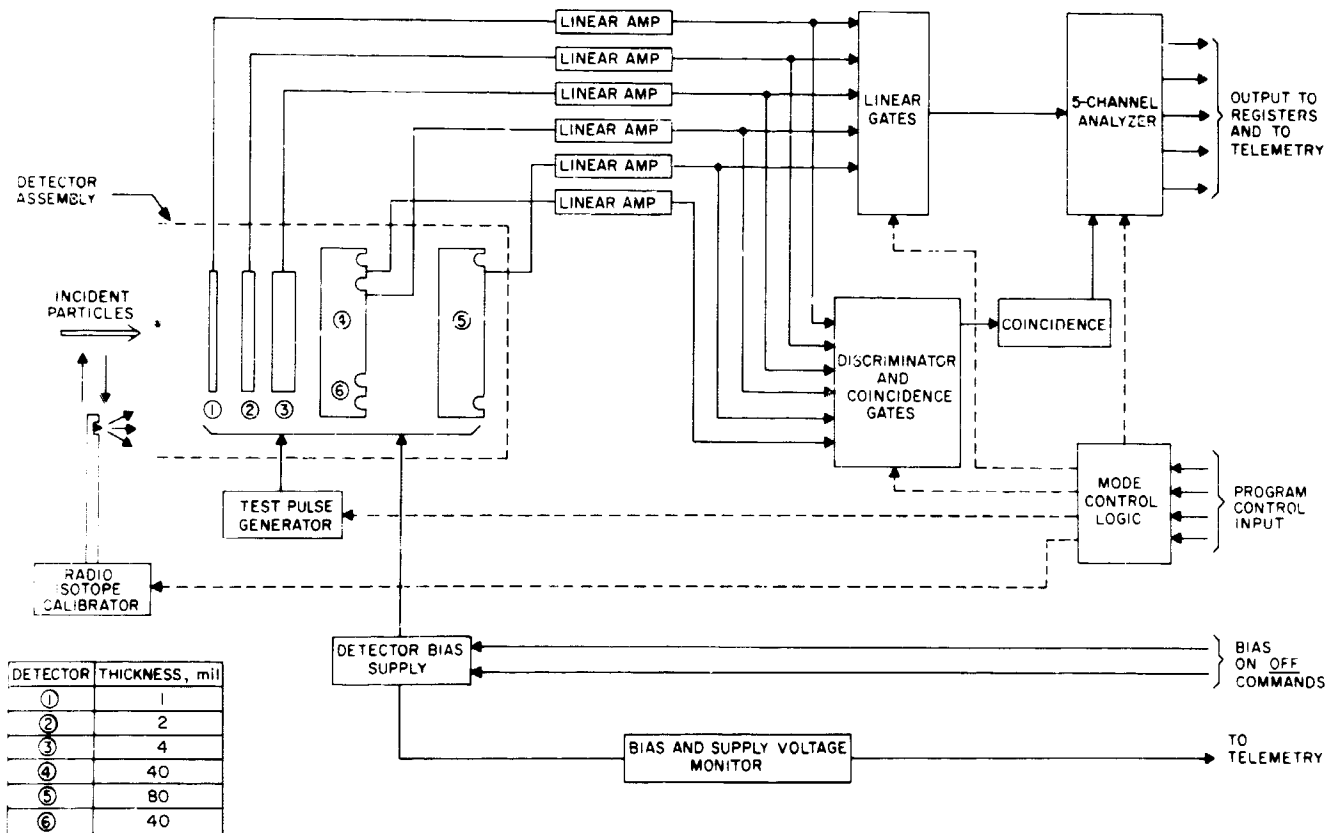 LINEAR AMP
LINEAR AMP
LINEAR AMP
LINEAR AMP
LINEAR AMP
LINEAR AMP
LINEAR
GATES
5-CHANNEL
ANALYZER
OUTPUT TO
REGISTERS
AND TO
TELEMETRY
DETECTOR
ASSEMBLY
INCIDENT
PARTICLES
④
⑤
⑥
① ② ③
DISCRIMINATOR
AND
COINCIDENCE
GATES
COINCIDENCE
TEST PULSE
GENERATOR
MODE
CONTROL
LOGIC
PROGRAM
CONTROL
INPUT
RADIO
ISOTOPE
CALIBRATOR
DETECTOR BIAS
SUPPLY
BIAS
ON OFF
COMMANDS
BIAS AND SUPPLY VOLTAGE
MONITOR
TO
TELEMETRY
DETECTOR THICKNESS, mil
① 1
② 2
③ 4
④ 40
⑤ 80
⑥ 40